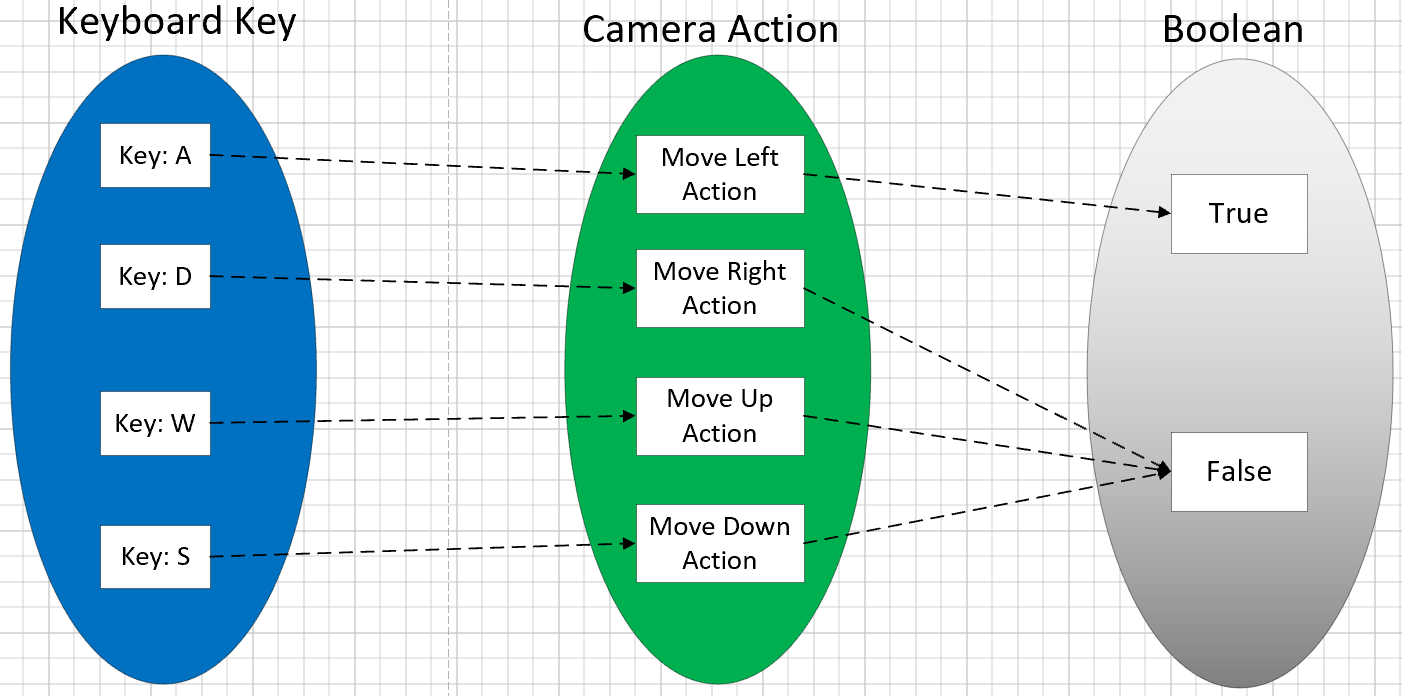 Keyboard Key
Camera Action
Boolean
Key: A
Key: D
Key: W
Key: S
Move Left
Action
Move Right
Action
Move Up
Action
Move Down
Action
True
False